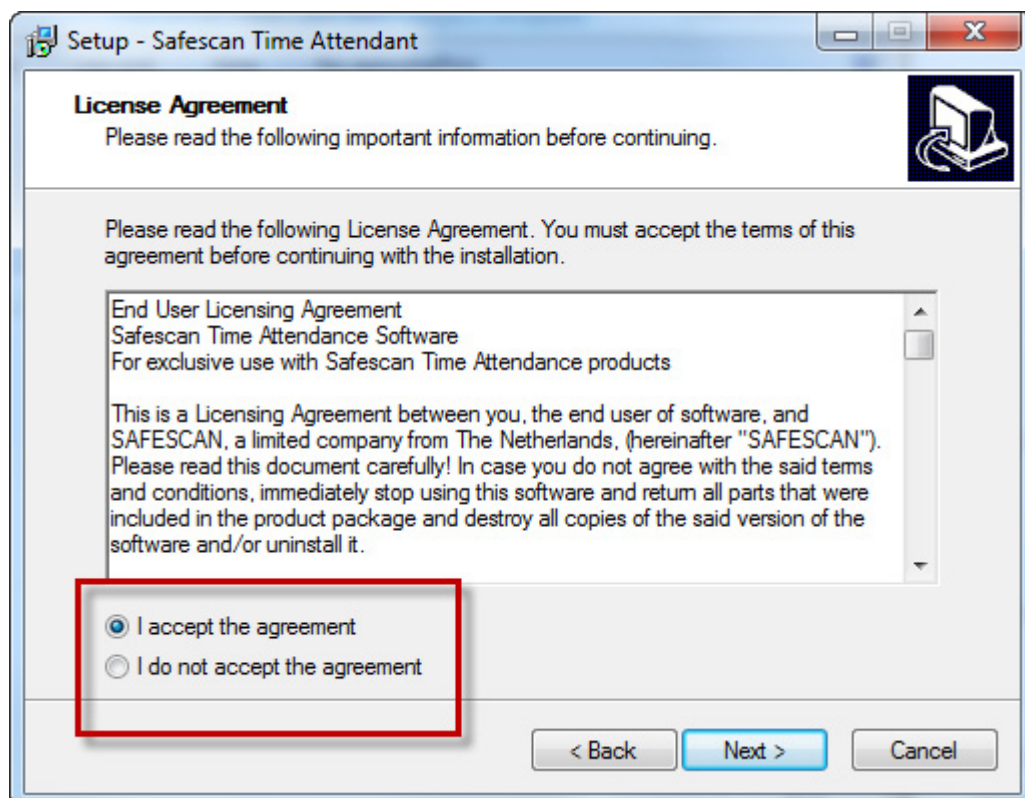 Setup - Safescan Time Attendant
License Agreement
Please read the following important information before continuing.
Please read the following License Agreement. You must accept the terms of this
agreement before continuing with the installation.
End User Licensing Agreement
Safescan Time Attendance Software
For exclusive use with Safescan Time Attendance products
This is a Licensing Agreement between you, the end user of software, and
SAFESCAN, a limited company from The Netherlands, (hereinafter "SAFESCAN").
Please read this document carefully! In case you do not agree with the said terms
and conditions, immediately stop using this software and return all parts that were
included in the product package and destroy all copies of the said version of the
software and/or uninstall it.
I accept the agreement
I do not accept the agreement
< Back Next > Cancel